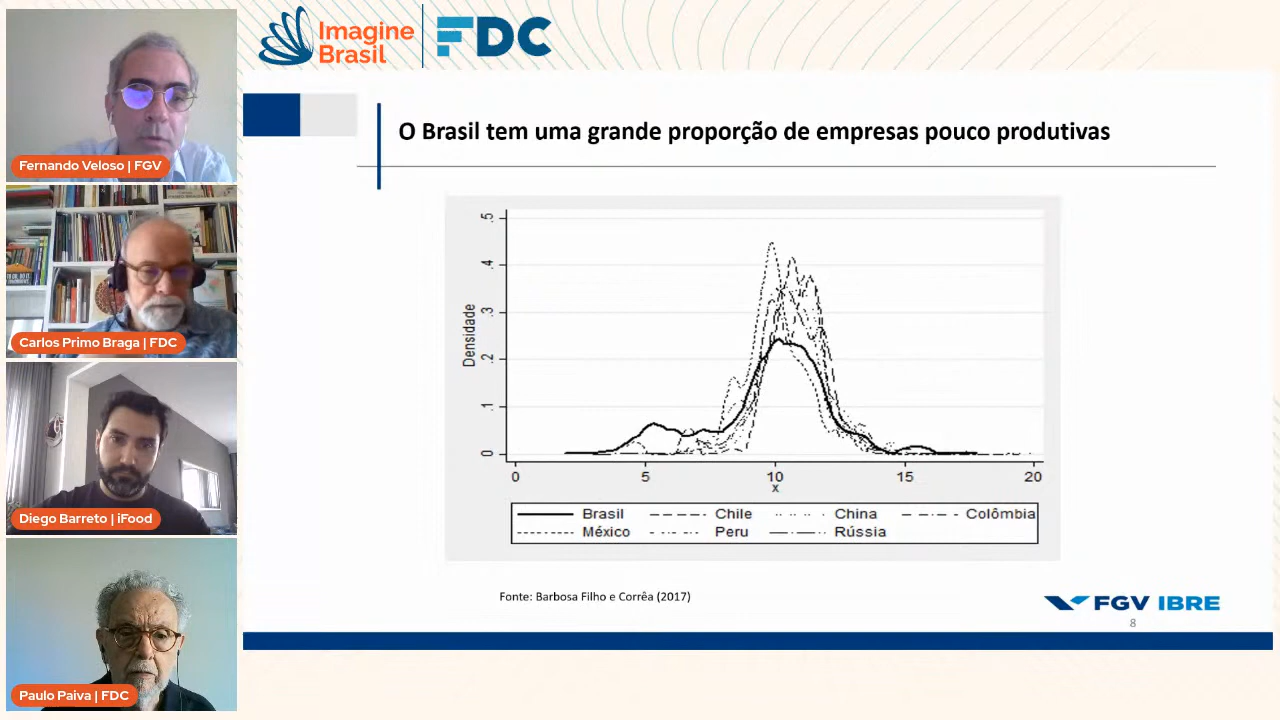 Imagine
Brasil
FDC
Fernando Veloso | FGV
Carlos Primo Braga | FDC
Diego Barreto | iFood
Paulo Paiva | FDC
O Brasil tem uma grande proporção de empresas pouco produtivas
Densidade
.5
.4
.3
.2
.1
0
0 5 10 15 20
x
Brasil Chile China Colômbia
México Peru Rússia
Fonte: Barbosa Filho e Corrêa (2017)
FGV IBRE
8